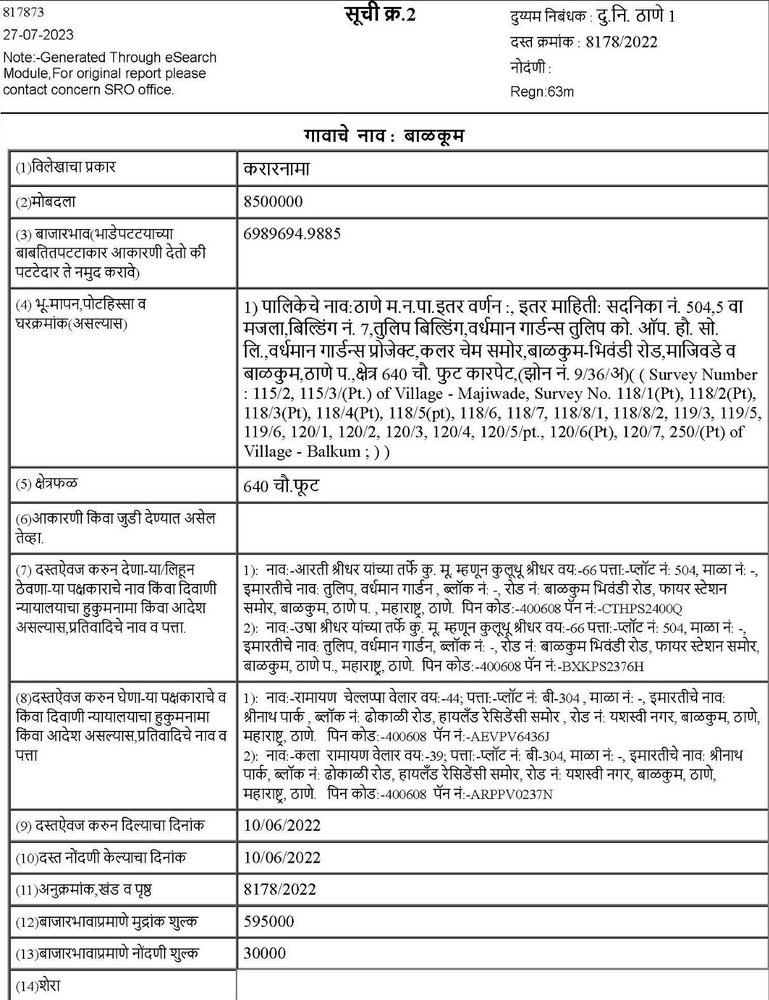 817873
27-07-2023
Note:-Generated Through eSearch
Module,For original report please
contact concern SRO office.
सूची क्र.2
दुय्यम निबंधक : दु.नि. ठाणे 1
दस्त क्रमांक : 8178/2022
नोदंणी :
Regn:63m
गावाचे नाव : बाळकूम
(1)विलेखाचा प्रकार
करारनामा
(2)मोबदला
8500000
(3) बाजारभाव(भाडेपटटयाच्या
बाबतितपटटाकार आकारणी देतो की
पटटेदार ते नमुद करावे)
6989694.9885
(4) भू-मापन,पोटहिस्सा व
घरक्रमांक(असल्यास)
1) पालिकेचे नाव:ठाणे म.न.पा.इतर वर्णन :, इतर माहिती: सदनिका नं. 504,5 वा
मजला,बिल्डिंग नं. 7,तुलिप बिल्डिंग,वर्धमान गार्डन्स तुलिप को. ऑप. हौ. सो.
लि.,वर्धमान गार्डन्स प्रोजेक्ट,कलर चेम समोर,बाळकुम-भिवंडी रोड,माजिवडे व
बाळकुम,ठाणे प.,क्षेत्र 640 चौ. फुट कारपेट,(झोन नं. 9/36/अ)( ( Survey Number
: 115/2, 115/3/(Pt.) of Village - Majiwade, Survey No. 118/1(Pt), 118/2(Pt),
118/3(Pt), 118/4(Pt), 118/5(pt), 118/6, 118/7, 118/8/1, 118/8/2, 119/3, 119/5,
119/6, 120/1, 120/2, 120/3, 120/4, 120/5/pt., 120/6(Pt), 120/7, 250/(Pt) of
Village - Balkum ; ) )
(5) क्षेत्रफळ
640 चौ.फूट
(6)आकारणी किंवा जुडी देण्यात असेल
तेव्हा.
(7) दस्तऐवज करुन देणा-या/लिहून
ठेवणा-या पक्षकाराचे नाव किंवा दिवाणी
न्यायालयाचा हुकुमनामा किंवा आदेश
असल्यास,प्रतिवादिचे नाव व पत्ता.
1): नाव:-आरती श्रीधर यांच्या तर्फे कु. मू. म्हणून कुलूथू श्रीधर वय:-66 पत्ता:-प्लॉट नं: 504, माळा नं: -,
इमारतीचे नाव: तुलिप, वर्धमान गार्डन , ब्लॉक नं: -, रोड नं: बाळकुम भिवंडी रोड, फायर स्टेशन
समोर, बाळकुम, ठाणे प. , महाराष्ट्र, ठाणे. पिन कोड:-400608 पॅन नं:-CTHPS2400Q
2): नाव:-उषा श्रीधर यांच्या तर्फे कु. मू. म्हणून कुलूथू श्रीधर वय:-66 पत्ता:-प्लॉट नं: 504, माळा नं: -,
इमारतीचे नाव: तुलिप, वर्धमान गार्डन, ब्लॉक नं: -, रोड नं: बाळकुम भिवंडी रोड, फायर स्टेशन समोर,
बाळकुम, ठाणे प., महाराष्ट्र, ठाणे. पिन कोड:-400608 पॅन नं:-BXKPS2376H
(8)दस्तऐवज करुन घेणा-या पक्षकाराचे व
किंवा दिवाणी न्यायालयाचा हुकुमनामा
किंवा आदेश असल्यास,प्रतिवादिचे नाव व
पत्ता
1): नाव:-रामायण चेल्लप्पा वेलार वय:-44; पत्ता:-प्लॉट नं: बी-304 , माळा नं: -, इमारतीचे नाव:
श्रीनाथ पार्क , ब्लॉक नं: ढोकाळी रोड, हायलँड रेसिडेंसी समोर , रोड नं: यशस्वी नगर, बाळकुम, ठाणे,
महाराष्ट्र, ठाणे. पिन कोड:-400608 पॅन नं:-AEVPV6436J
2): नाव:-कला रामायण वेलार वय:-39; पत्ता:-प्लॉट नं: बी-304, माळा नं: -, इमारतीचे नाव: श्रीनाथ
पार्क, ब्लॉक नं: ढोकाळी रोड, हायलँड रेसिडेंसी समोर, रोड नं: यशस्वी नगर, बाळकुम, ठाणे,
महाराष्ट्र, ठाणे. पिन कोड:-400608 पॅन नं:-ARPPV0237N
(9) दस्तऐवज करुन दिल्याचा दिनांक
10/06/2022
(10)दस्त नोंदणी केल्याचा दिनांक
10/06/2022
(11)अनुक्रमांक,खंड व पृष्ठ
8178/2022
(12)बाजारभावाप्रमाणे मुद्रांक शुल्क
595000
(13)बाजारभावाप्रमाणे नोंदणी शुल्क
30000
(14)शेरा